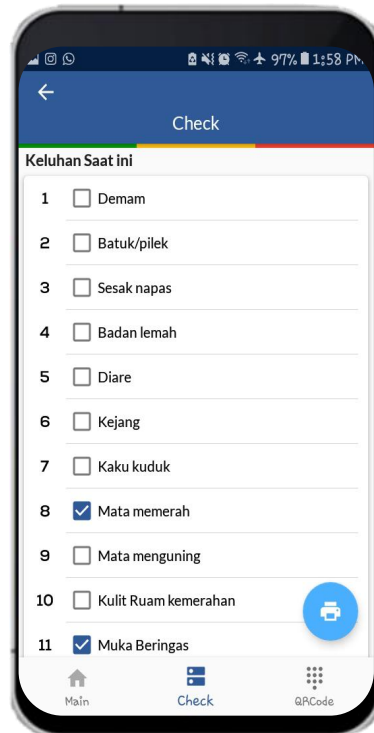 97% 1:58 PM
Check
Keluhan Saat ini
1 Demam
2 Batuk/pilek
3 Sesak napas
4 Badan lemah
5 Diare
6 Kejang
7 Kaku kuduk
8 Mata memerah
9 Mata menguning
10 Kulit Ruam kemerahan
11 Muka Beringas
Main Check QRCode